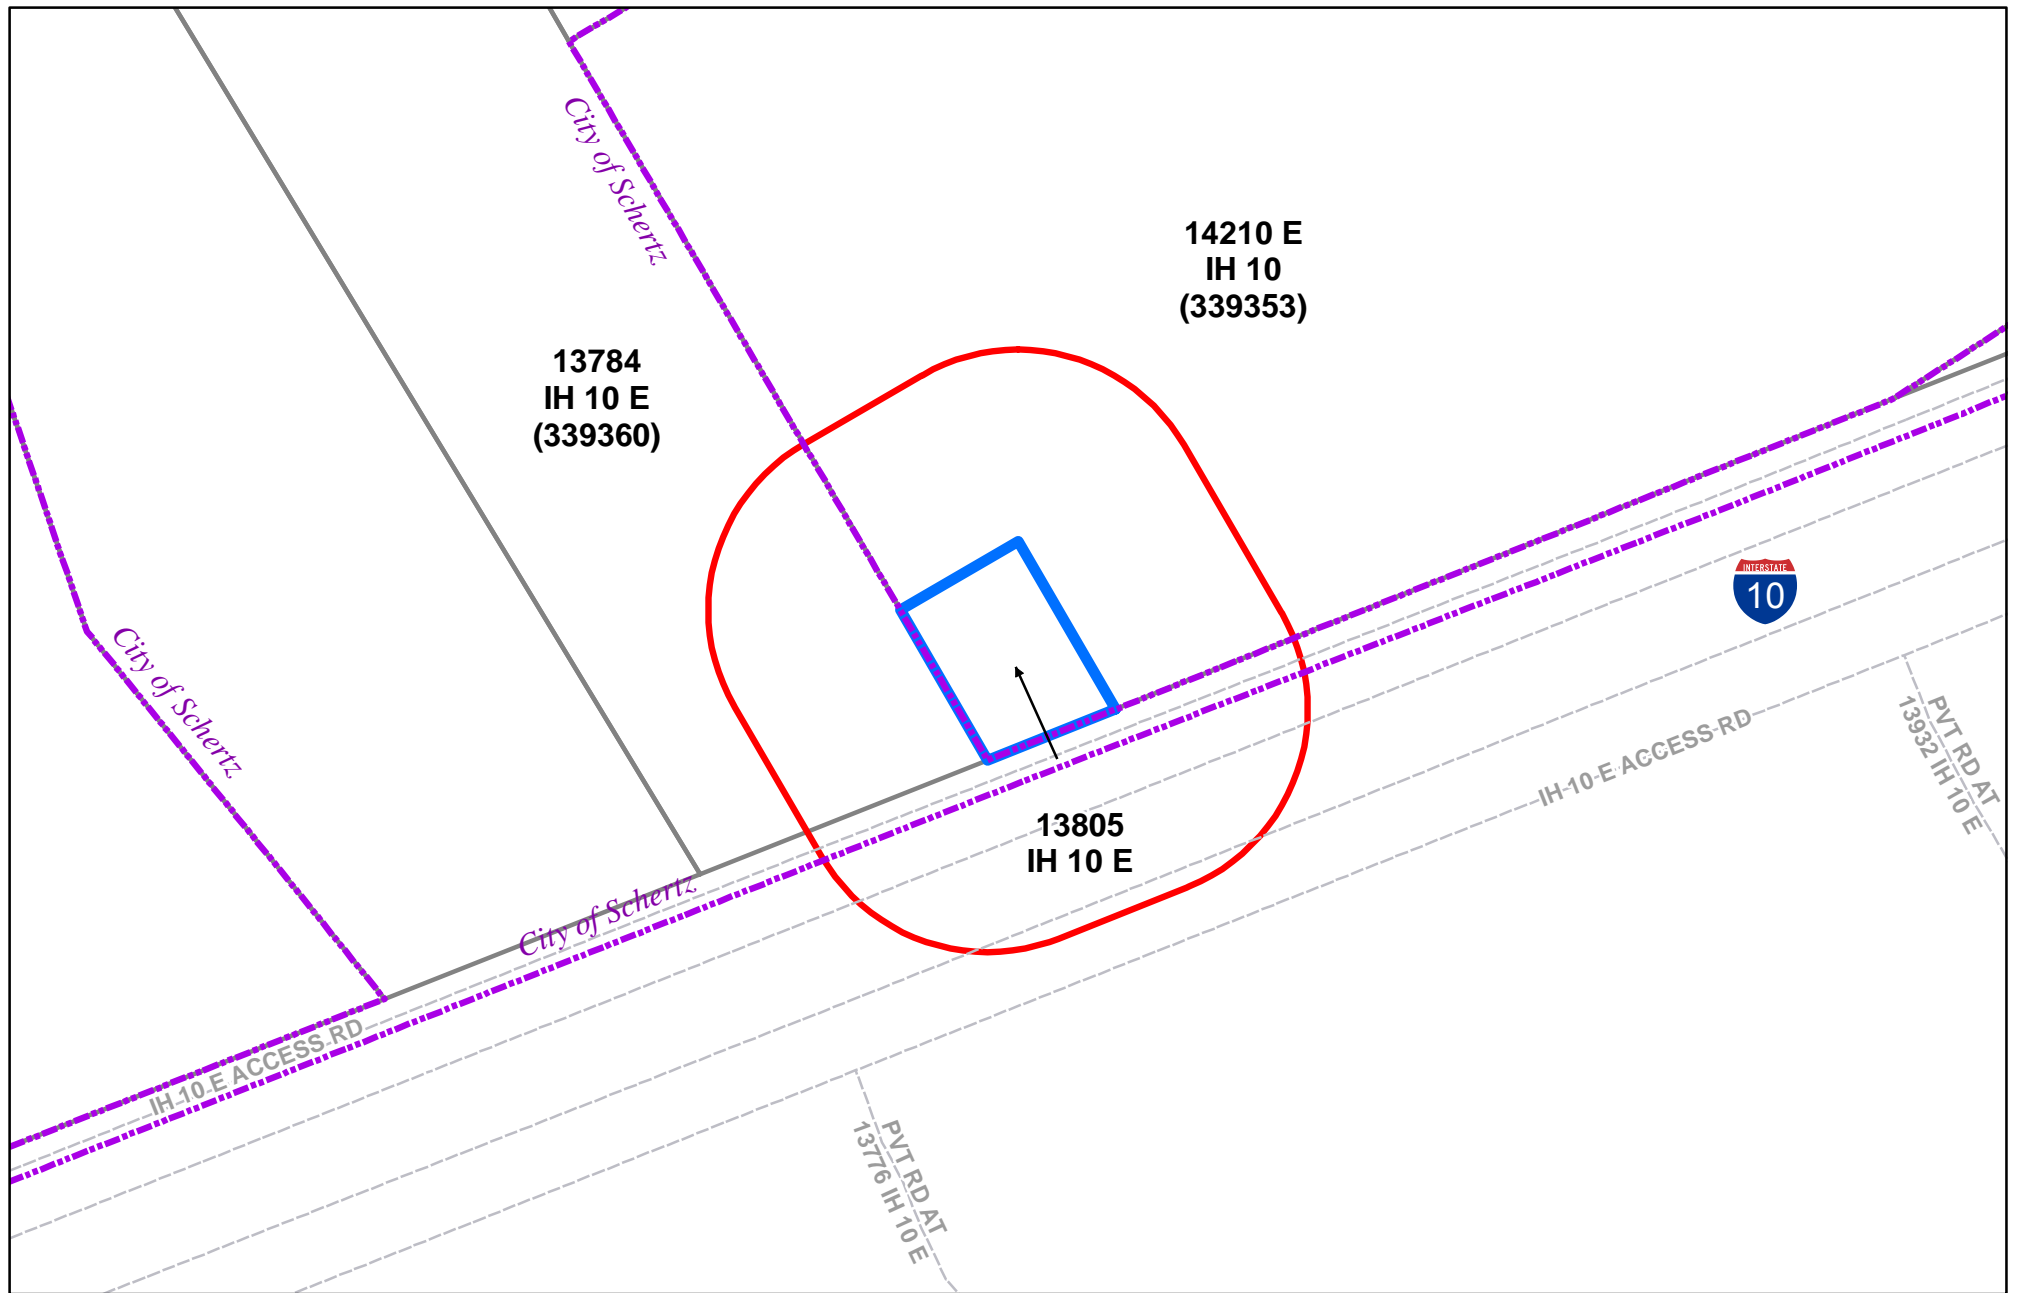 City of Schertz
14210 E
IH 10
(339353)
13784
IH 10 E
(339360)
INTERSTATE
10
City of Schertz
PVT RD AT
13932 IH 10 E
IH 10 E ACCESS RD
13805
IH 10 E
City of Schertz
IH 10 E ACCESS RD
PVT RD AT
13776 IH 10 E